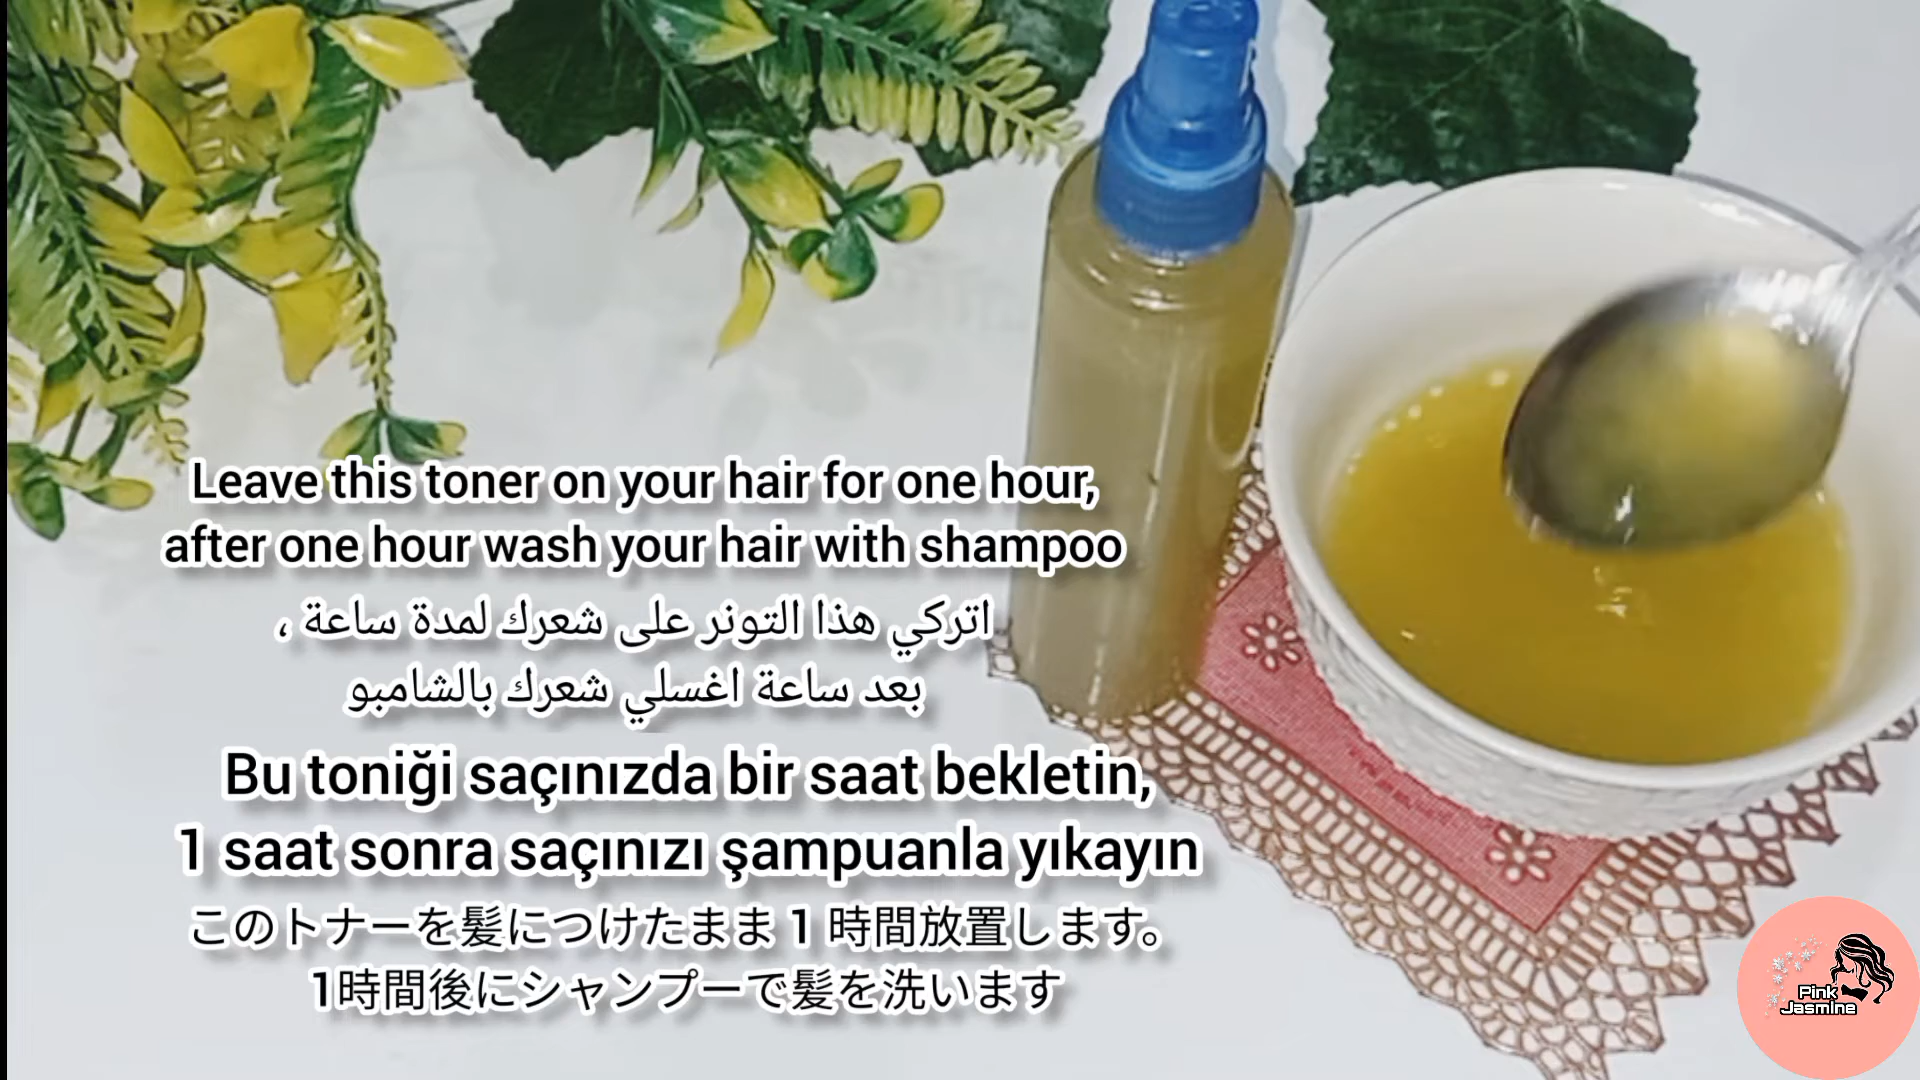 Leave this toner on your hair for one hour,
after one hour wash your hair with shampoo
اتركي هذا التونر على شعرك لمدة ساعة ،
بعد ساعة اغسلي شعرك بالشامبو
Bu toniği saçınızda bir saat bekletin,
1 saat sonra saçınızı şampuanla yıkayın
このトナーを髪につけたまま 1 時間放置します。
1時間後にシャンプーで髪を洗います
Pink
Jasmine